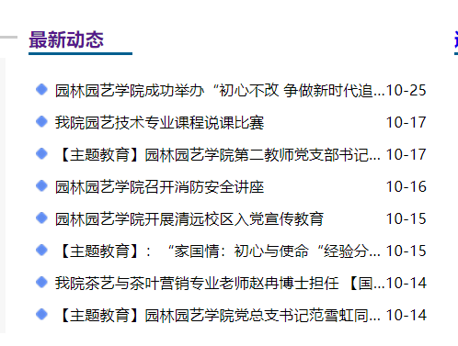 最新动态
园林园艺学院成功举办“初心不改 争做新时代追...10-25
我院园艺技术专业课程说课比赛 10-17
【主题教育】园林园艺学院第二教师党支部书记... 10-17
园林园艺学院召开消防安全讲座 10-16
园林园艺学院开展清远校区入党宣传教育 10-15
【主题教育】：“家国情：初心与使命“经验分... 10-15
我院茶艺与茶叶营销专业老师赵冉博士担任 【国... 10-14
【主题教育】园林园艺学院党总支书记范雪虹同... 10-14